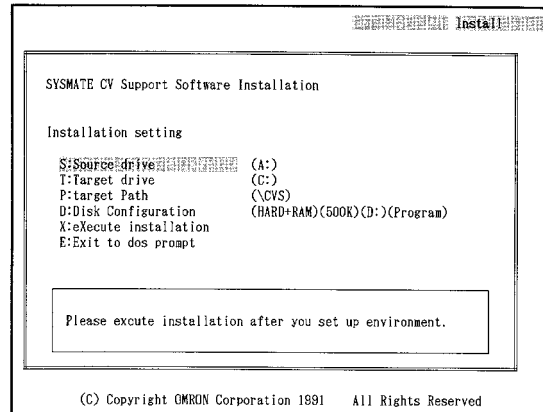 Install
SYSMATE CV Support Software Installation
Installation setting
S:Source drive (A:)
T:Target drive (C:)
P:target Path (\CVS)
D:Disk Configuration (HARD+RAM)(500K)(D:)(Program)
X:eXecute installation
E:Exit to dos prompt
Please excute installation after you set up environment.
(C) Copyright OMRON Corporation 1991 All Rights Reserved